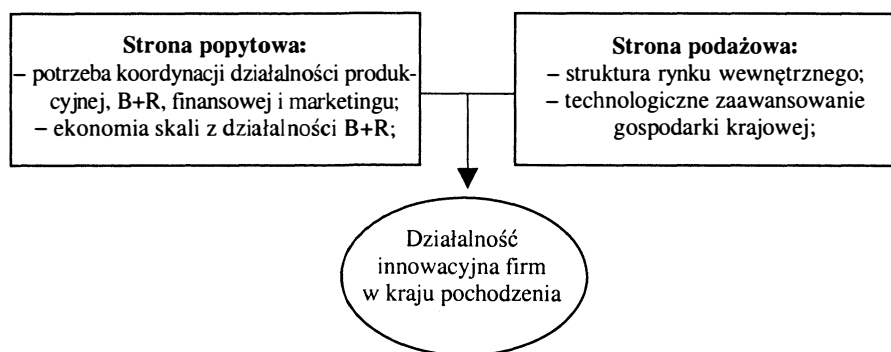 Strona popytowa:
– potrzeba koordynacji działalności produk-
cyjnej, B+R, finansowej i marketingu;
– ekonomia skali z działalności B+R;
Strona podażowa:
– struktura rynku wewnętrznego;
– technologiczne zaawansowanie
gospodarki krajowej;
Działalność
innowacyjna firm
w kraju pochodzenia